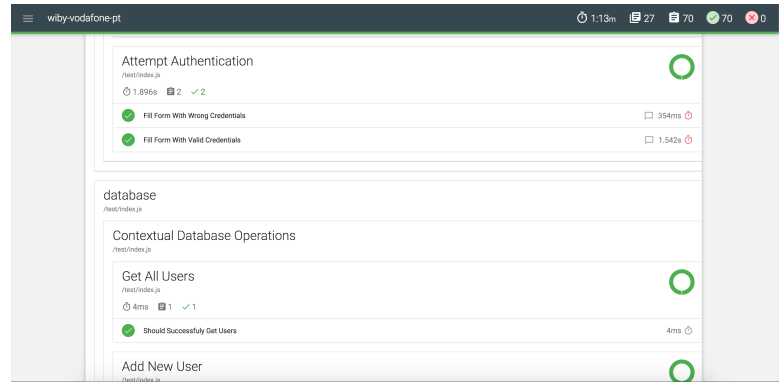 wiby-vodafone-pt 1:13m 27 70 70 0
Attempt Authentication
/test/index.js
1.896s 2 2
Fill Form With Wrong Credentials 354ms
Fill Form With Valid Credentials 1.542s
database
/test/index.js
Contextual Database Operations
/test/index.js
Get All Users
/test/index.js
4ms 1 1
Should Successfuly Get Users 4ms
Add New User
/test/index.js